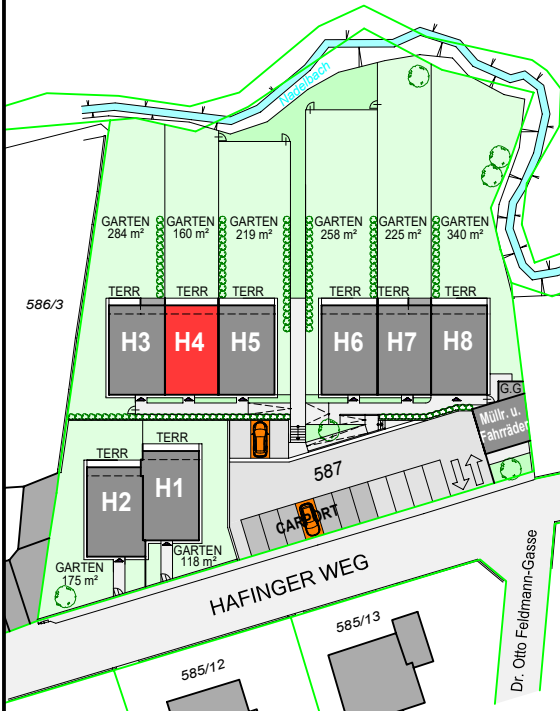 Nadelbach
GARTEN
284 m²
GARTEN
160 m²
GARTEN
219 m²
GARTEN
258 m²
GARTEN
225 m²
GARTEN
340 m²
586/3
TERR
TERR
TERR
TERR
TERR
TERR
H3
H4
H5
H6
H7
H8
G.G
Müllr. u.
Fahrräder
TERR
TERR
H2
H1
587
CARPORT
GARTEN
175 m²
GARTEN
118 m²
HAFINGER WEG
Dr. Otto Feldmann-Gasse
585/13
585/12